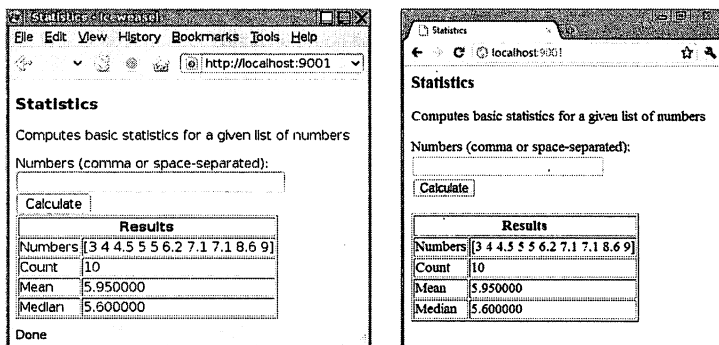 Statistics - Iceweasel
File Edit View History Bookmarks Tools Help
http://localhost:9001
Statistics
Computes basic statistics for a given list of numbers
Numbers (comma or space-separated):
Calculate
Results
Numbers [3 4 4.5 5 5 6.2 7.1 7.1 8.6 9]
Count 10
Mean 5.950000
Median 5.600000
Done
Statistics
localhost:9001
Statistics
Computes basic statistics for a given list of numbers
Numbers (comma or space-separated):
Calculate
Results
Numbers [3 4 4.5 5 5 6.2 7.1 7.1 8.6 9]
Count 10
Mean 5.950000
Median 5.600000